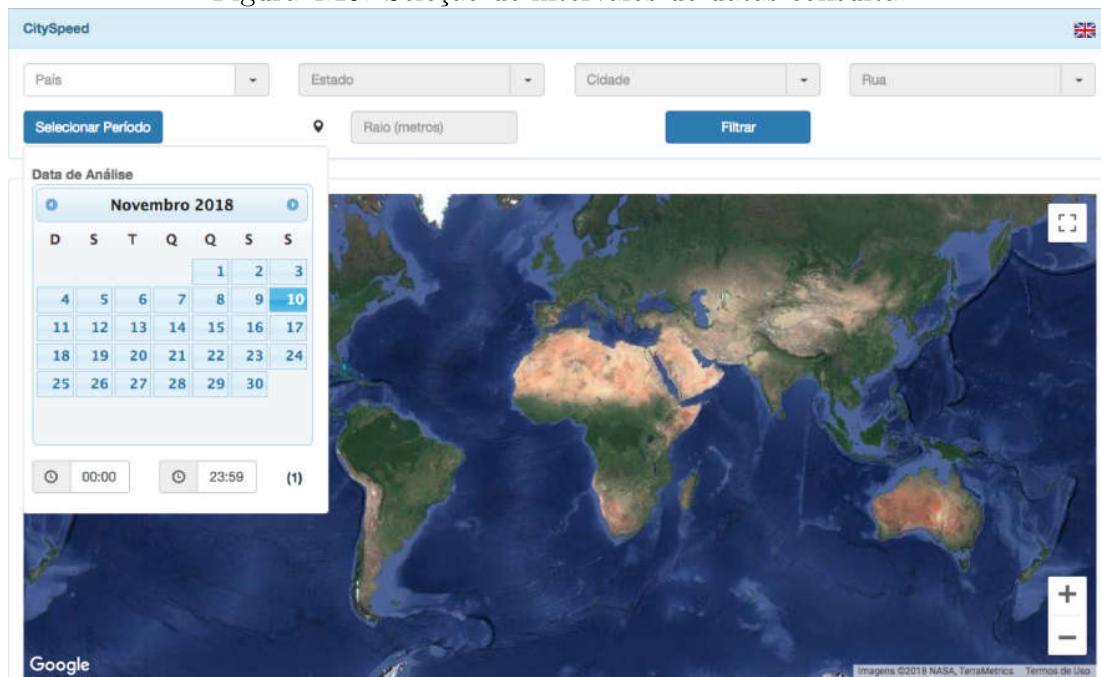 CitySpeed
País Estado Cidade Rua
Selecionar Período Raio (metros) Filtrar
Data de Análise
Novembro 2018
D S T Q Q S S
1 2 3
4 5 6 7 8 9 10
11 12 13 14 15 16 17
18 19 20 21 22 23 24
25 26 27 28 29 30
00:00 23:59 (1)
+
−
Google
Imagens ©2018 NASA, TerraMetrics Termos de Uso